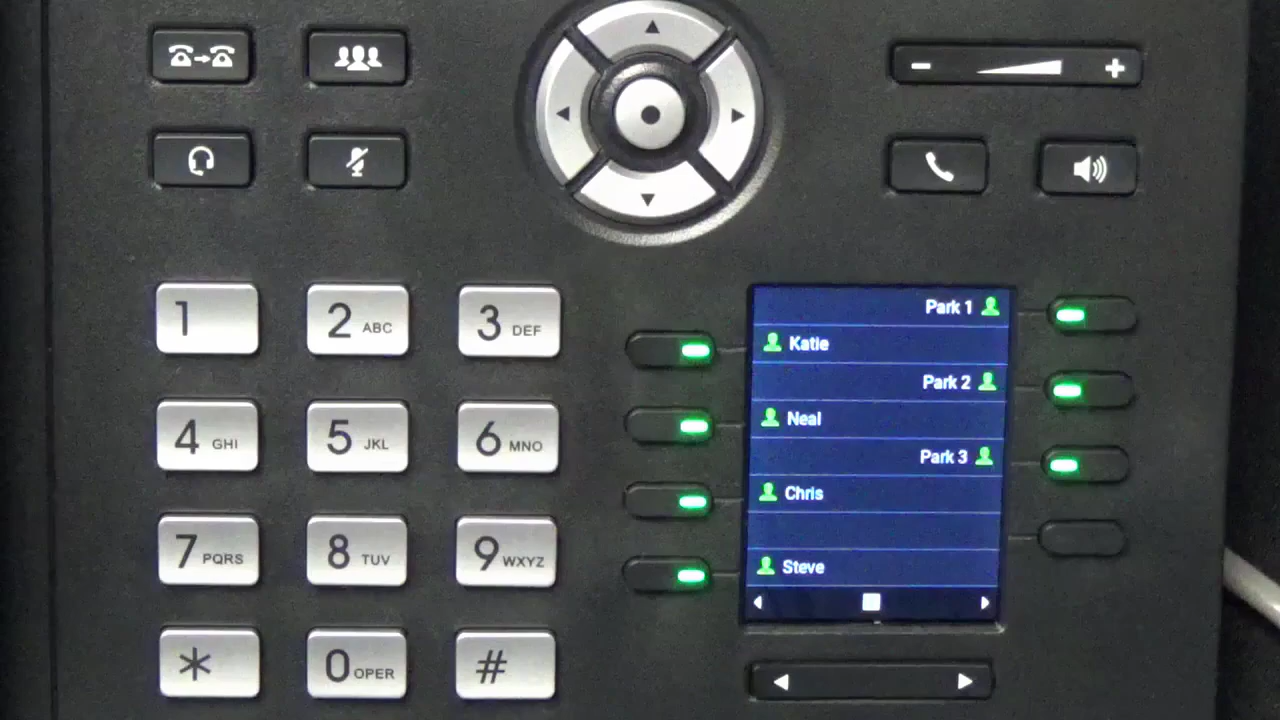 - +
1
2 ABC
3 DEF
4 GHI
5 JKL
6 MNO
7 PQRS
8 TUV
9 WXYZ
*
0 OPER
#
Park 1
Katie
Park 2
Neal
Park 3
Chris
Steve